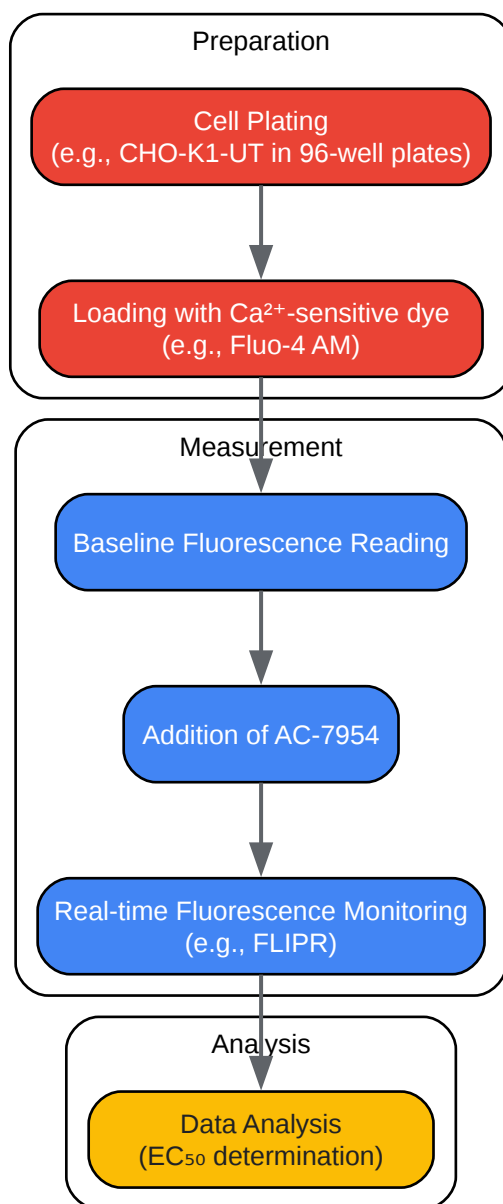 Preparation
Cell Plating
(e.g., CHO-K1-UT in 96-well plates)
Loading with Ca²⁺-sensitive dye
(e.g., Fluo-4 AM)
Measurement
Baseline Fluorescence Reading
Addition of AC-7954
Real-time Fluorescence Monitoring
(e.g., FLIPR)
Analysis
Data Analysis
(EC₅₀ determination)